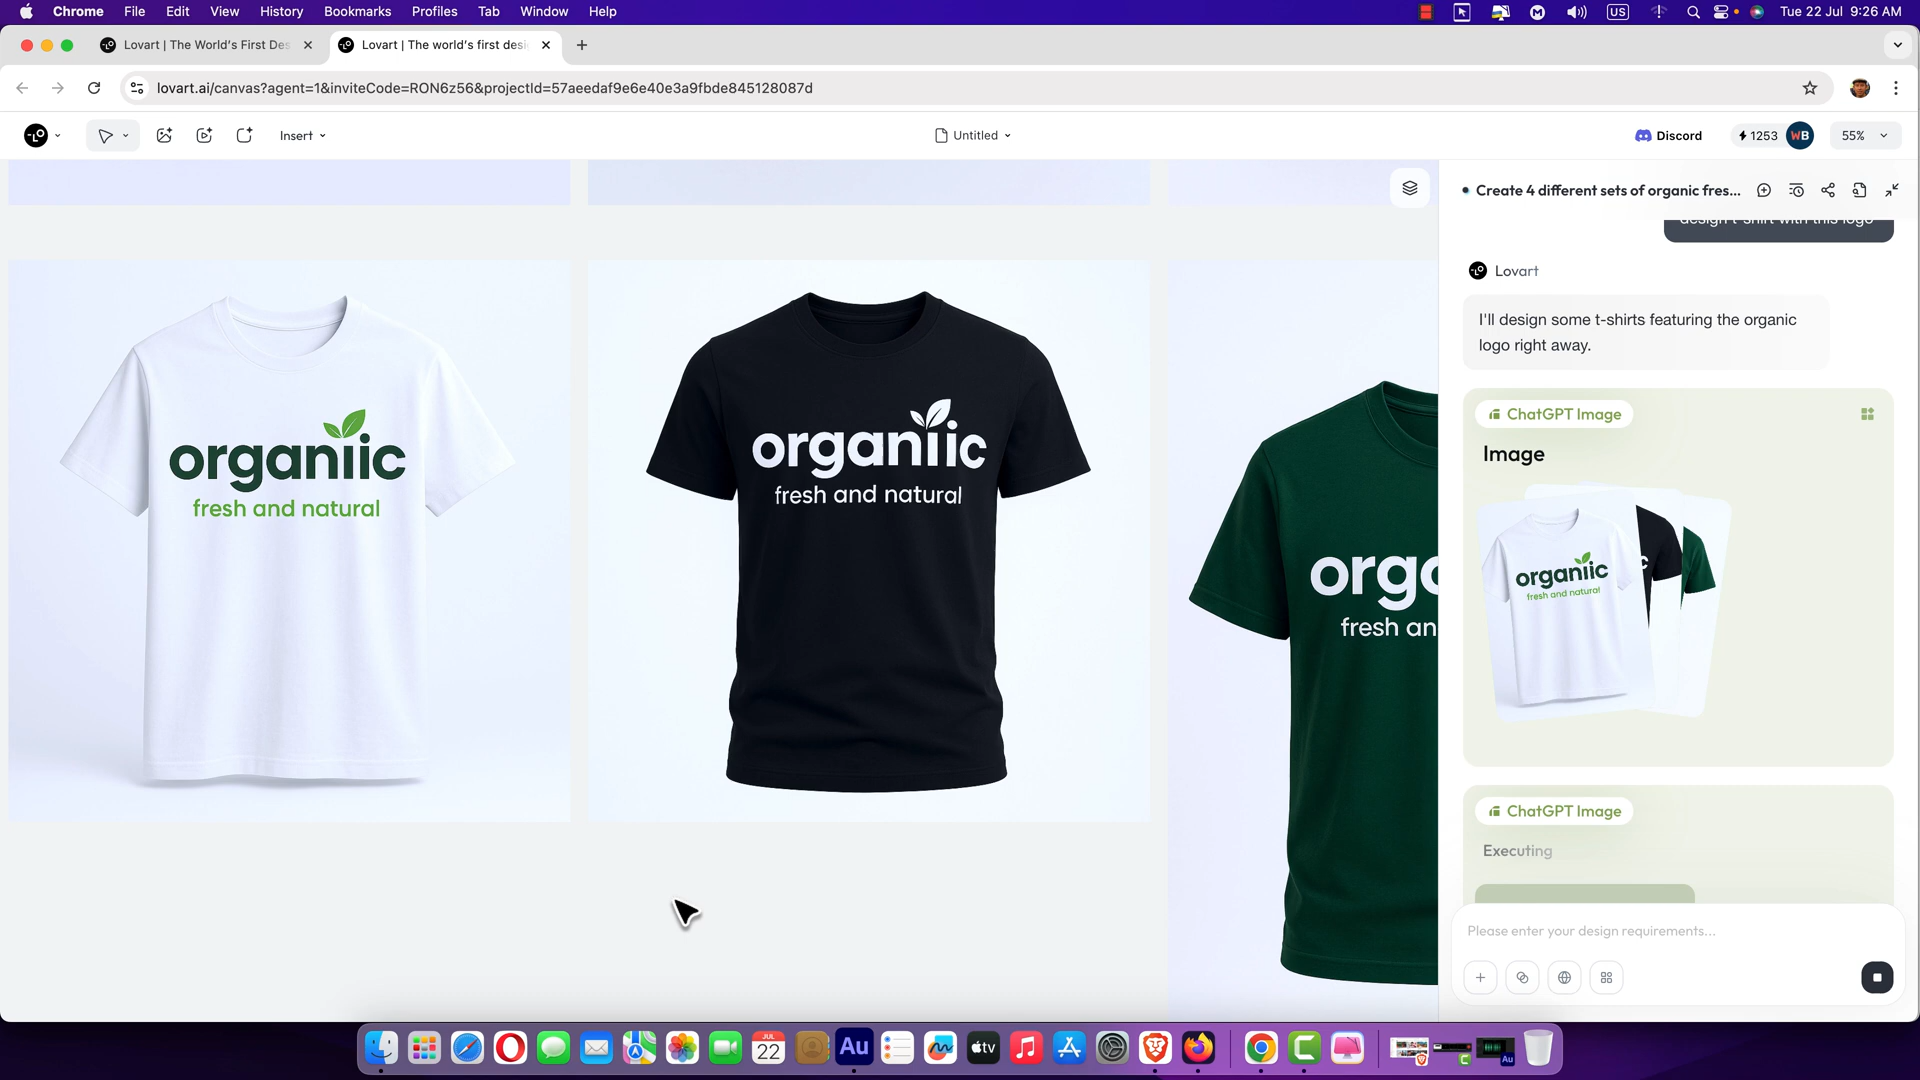 Chrome File Edit View History Bookmarks Profiles Tab Window Help
US
Tue 22 Jul 9:26 AM
Lovart | The World's First Des
Lovart | The world's first desi
lovart.ai/canvas?agent=1&inviteCode=RON6z56&projectId=57aeedaf9e6e40e3a9fbde845128087d
Insert
Untitled
Discord
1253
WB
55%
Create 4 different sets of organic fres...
design t-shirt with this logo
Lovart
I'll design some t-shirts featuring the organic
logo right away.
ChatGPT Image
Image
organiic
fresh and natural
ChatGPT Image
Executing
Please enter your design requirements...
organiic
fresh and natural
organiic
fresh and natural
orga
fresh an
JUL
22
Au
tv